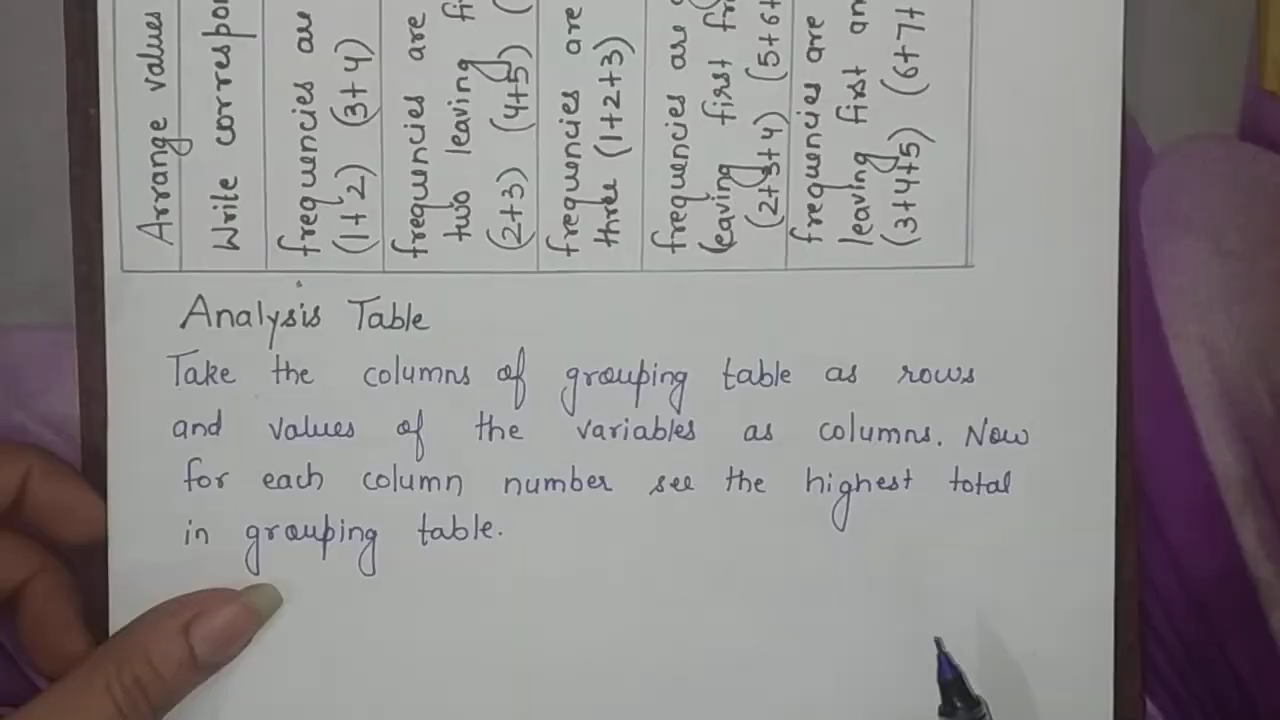 Arrange values
Write
frequencies are
(1+2) (3+4)
frequencies are
two leaving
(2+3) (4+5)
frequencies are
three (1+2+3)
frequencies are
leaving first
(2+3+4) (5+6+
frequencies are
leaving first
(3+4+5) (6+7+
Analysis Table
Take the columns of grouping table as rows
and values of the variables as columns. Now
for each column number see the highest total
in grouping table.